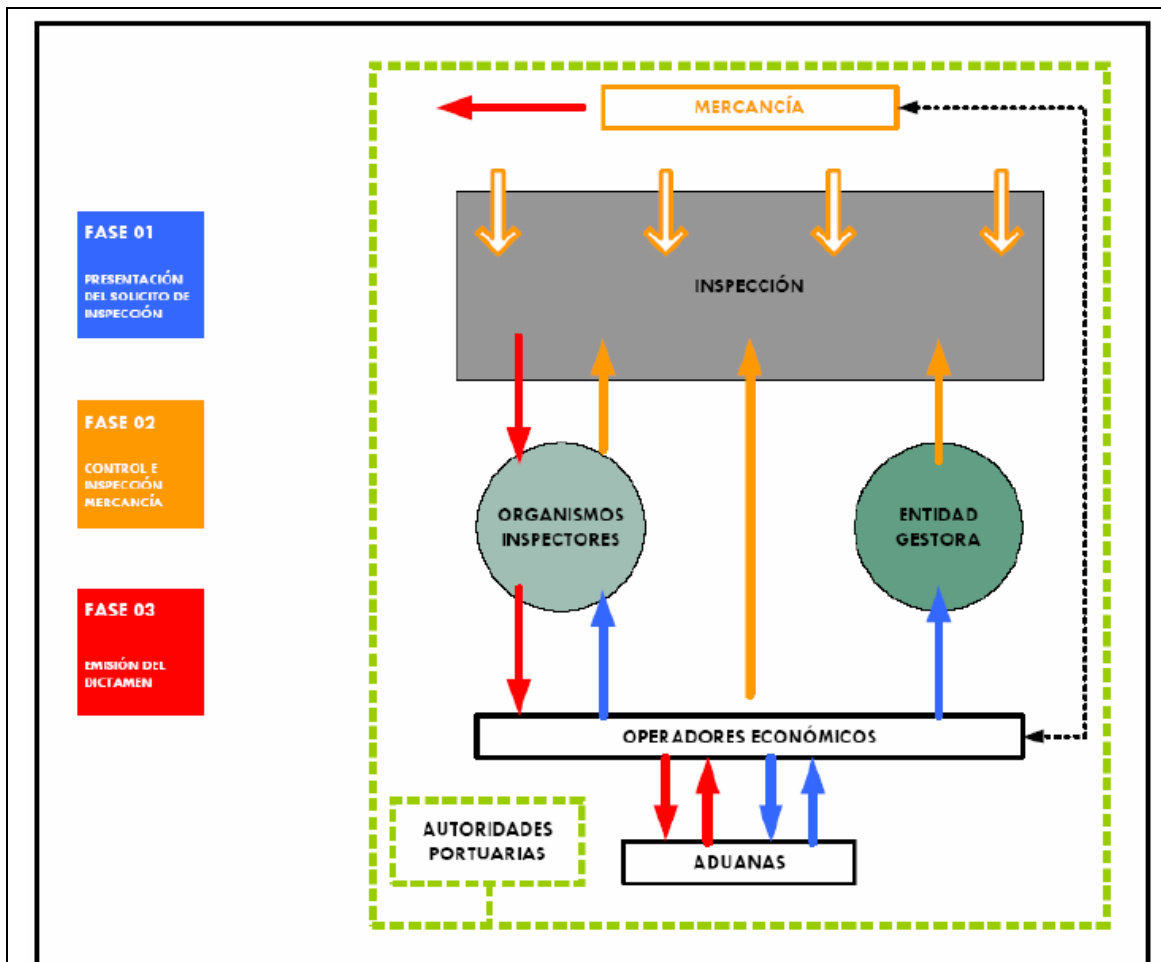 MERCANCÍA
FASE 01
PRESENTACIÓN
DEL SOLICITO DE
INSPECCIÓN
INSPECCIÓN
FASE 02
CONTROL E
INSPECCIÓN
MERCANCÍA
ORGANISMOS
INSPECTORES
ENTIDAD
GESTORA
FASE 03
EMISIÓN DEL
DICTAMEN
OPERADORES ECONÓMICOS
AUTORIDADES
PORTUARIAS
ADUANAS